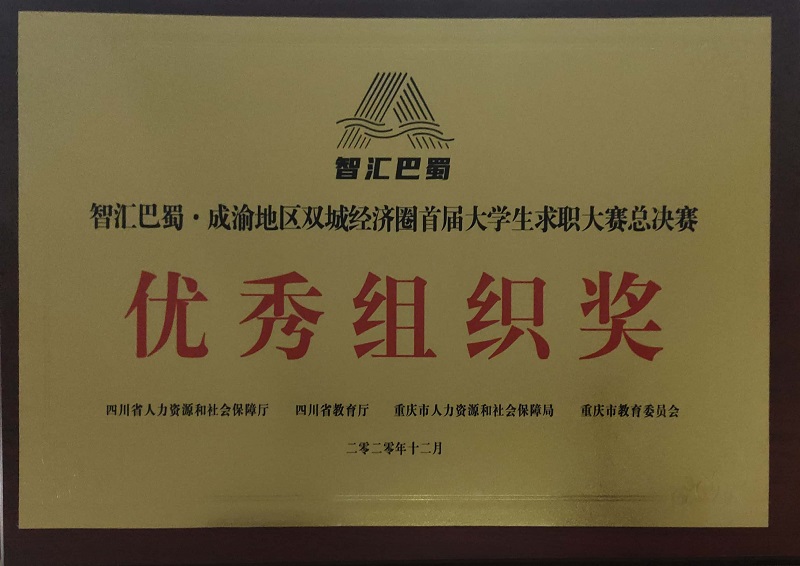 智汇巴蜀
智汇巴蜀·成渝地区双城经济圈首届大学生求职大赛总决赛
优秀组织奖
四川省人力资源和社会保障厅 四川省教育厅 重庆市人力资源和社会保障局 重庆市教育委员会
二零二零年十二月